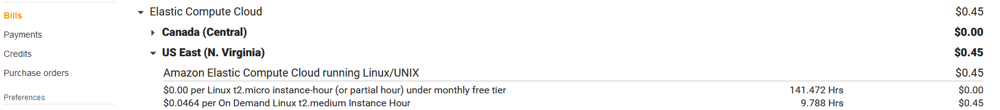 Bills
Payments
Credits
Purchase orders
Preferences
Elastic Compute Cloud $0.45
Canada (Central) $0.00
US East (N. Virginia) $0.45
Amazon Elastic Compute Cloud running Linux/UNIX $0.45
$0.00 per Linux t2.micro instance-hour (or partial hour) under monthly free tier 141.472 Hrs $0.00
$0.0464 per On Demand Linux t2.medium Instance Hour 9.788 Hrs $0.45